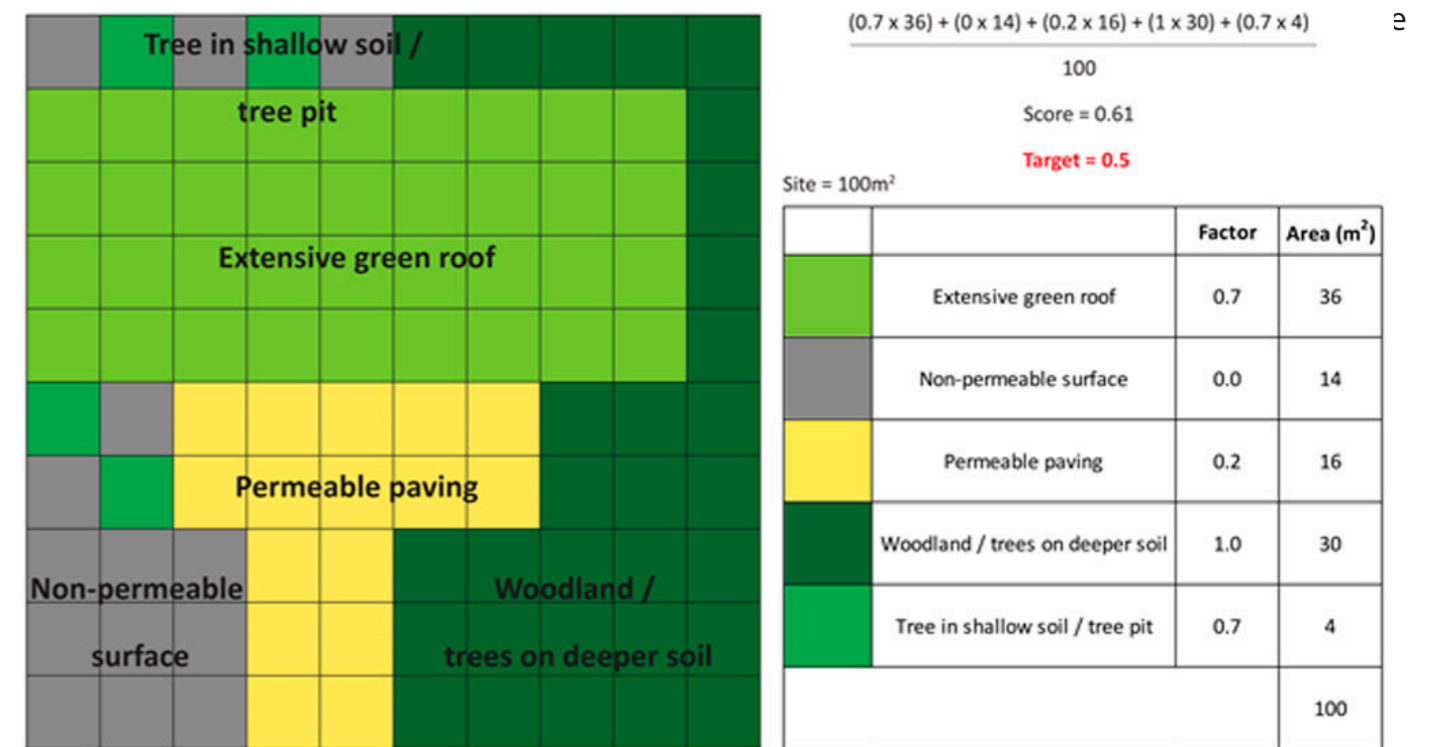 Tree in shallow soil /
tree pit
Extensive green roof
Permeable paving
Non-permeable
surface
Woodland /
trees on deeper soil
(0.7 x 36) + (0 x 14) + (0.2 x 16) + (1 x 30) + (0.7 x 4)
100
Score = 0.61
Target = 0.5
e
Site = 100m²
Factor Area (m²)
Extensive green roof 0.7 36
Non-permeable surface 0.0 14
Permeable paving 0.2 16
Woodland / trees on deeper soil 1.0 30
Tree in shallow soil / tree pit 0.7 4
100